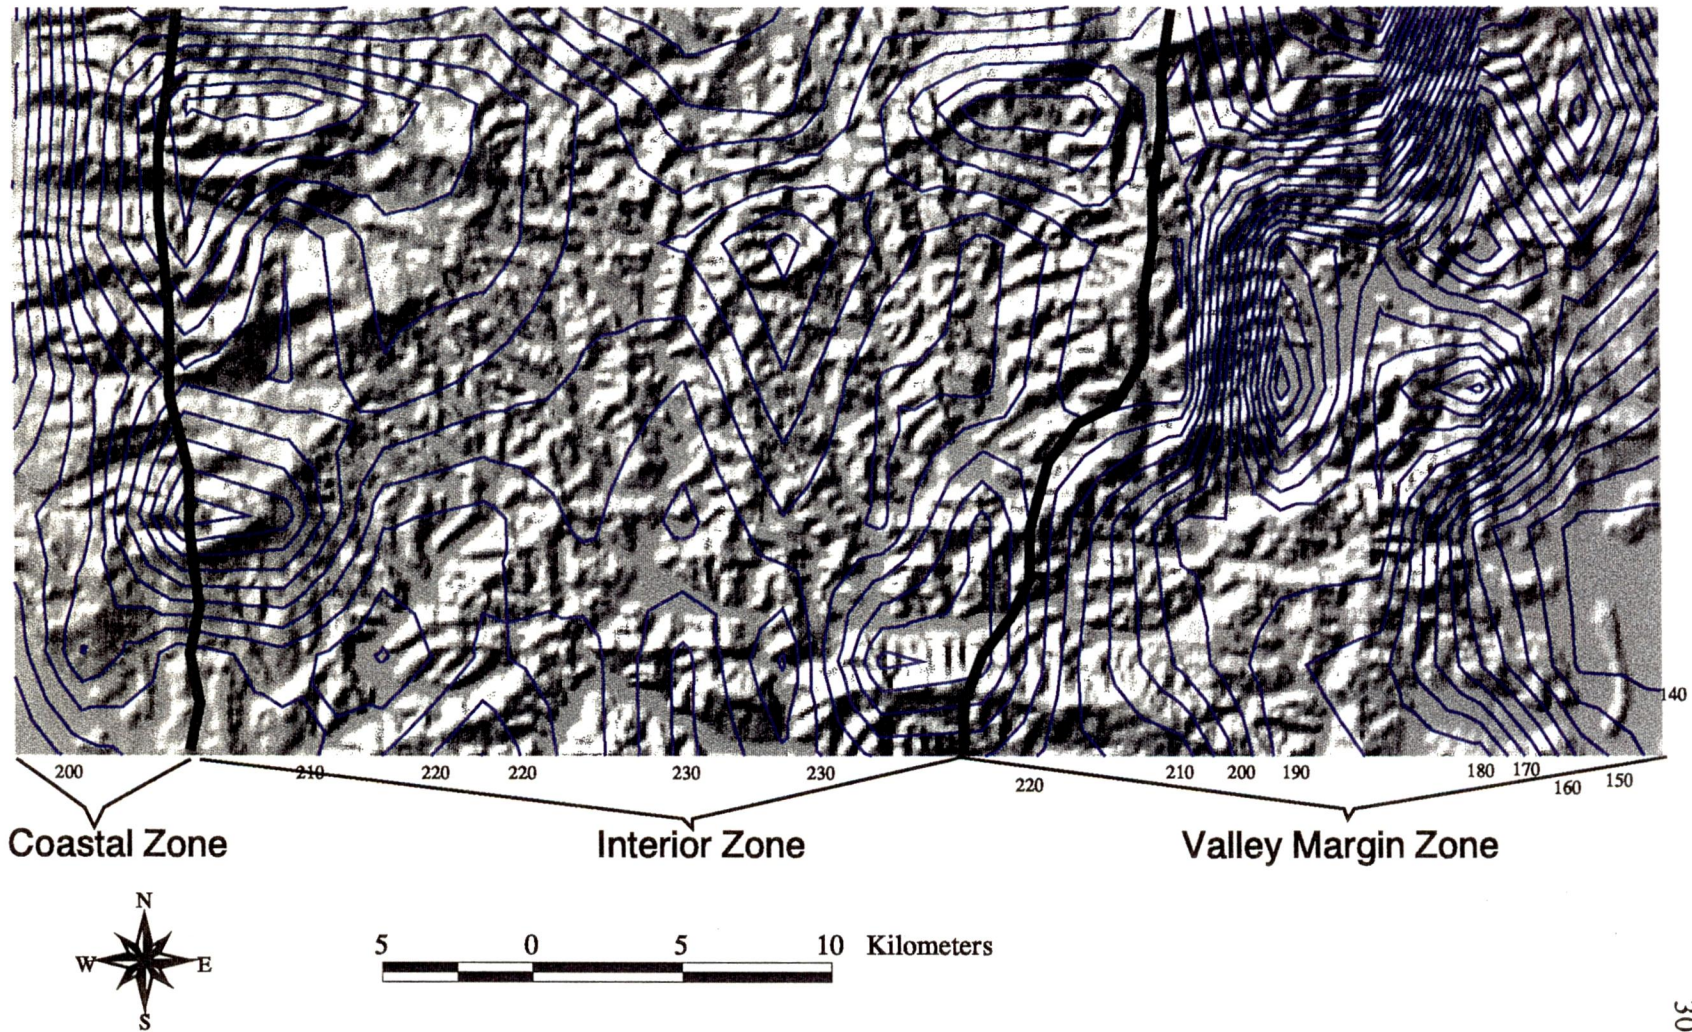 140
200 210 220 220 230 230 220 210 200 190 180 170 160 150
Coastal Zone Interior Zone Valley Margin Zone
N
W E
S
5 0 5 10 Kilometers
30